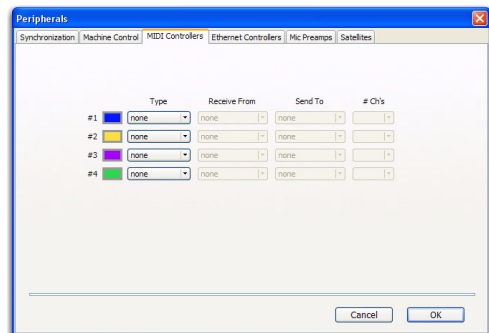 Peripherals
Synchronization Machine Control MIDI Controllers Ethernet Controllers Mic Preamps Satellites
Type Receive From Send To # Ch's
#1 none none none
#2 none none none
#3 none none none
#4 none none none
Cancel OK